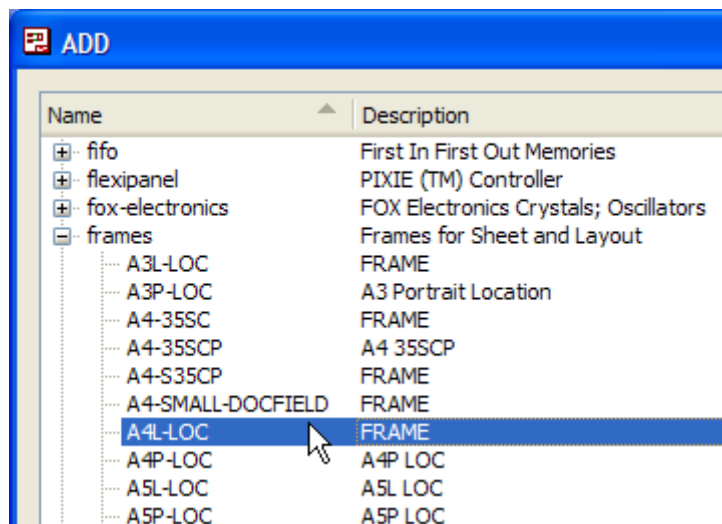 ADD
Name Description
fifo First In First Out Memories
flexipanel PIXIE (TM) Controller
fox-electronics FOX Electronics Crystals; Oscillators
frames Frames for Sheet and Layout
A3L-LOC FRAME
A3P-LOC A3 Portrait Location
A4-35SC FRAME
A4-35SCP A4 35SCP
A4-S35CP FRAME
A4-SMALL-DOCFIELD FRAME
A4L-LOC FRAME
A4P-LOC A4P LOC
A5L-LOC A5L LOC
A5P-LOC A5P LOC